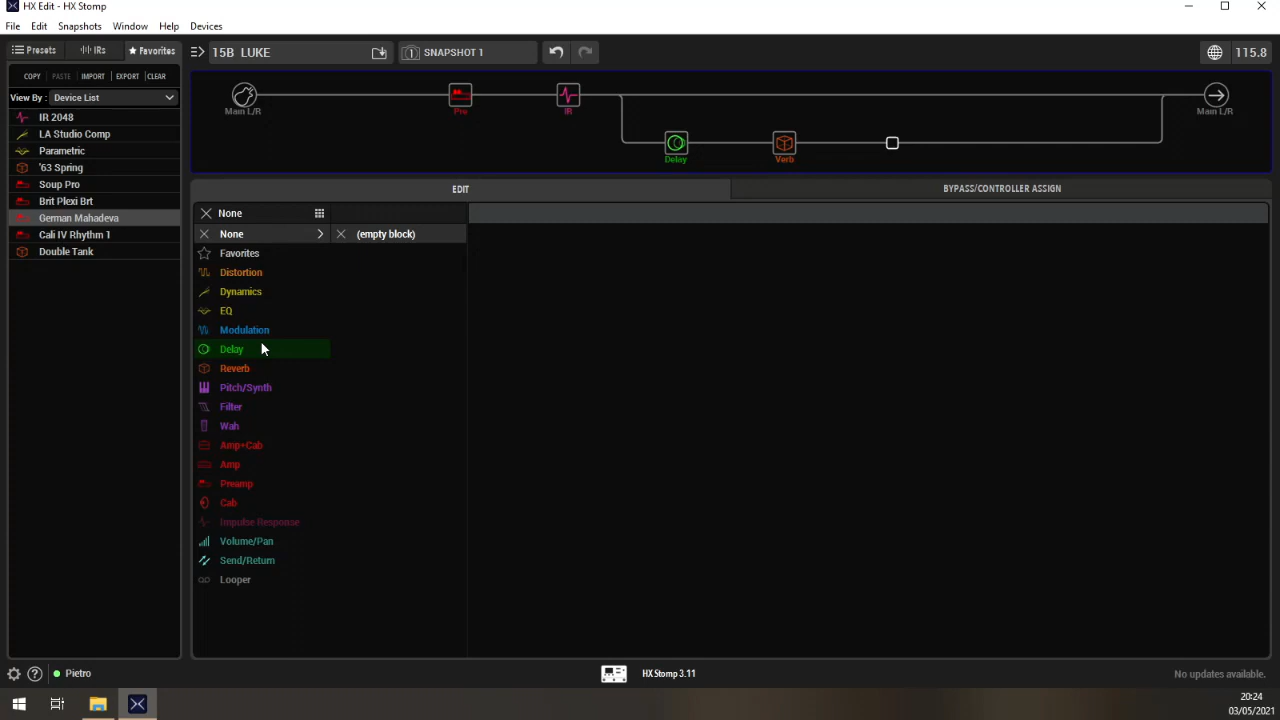 HX Edit - HX Stomp
File Edit Snapshots Window Help Devices
Presets IRs Favorites
15B LUKE
1 SNAPSHOT 1
115.8
COPY PASTE IMPORT EXPORT CLEAR
View By: Device List
IR 2048
LA Studio Comp
Parametric
'63 Spring
Soup Pro
Brit Plexi Brt
German Mahadeva
Cali IV Rhythm 1
Double Tank
Main L/R
Pre
IR
Main L/R
Delay
Verb
EDIT
BYPASS/CONTROLLER ASSIGN
None
None
(empty block)
Favorites
Distortion
Dynamics
EQ
Modulation
Delay
Reverb
Pitch/Synth
Filter
Wah
Amp+Cab
Amp
Preamp
Cab
Impulse Response
Volume/Pan
Send/Return
Looper
Pietro
HX Stomp 3.11
No updates available.
20:24
03/05/2021